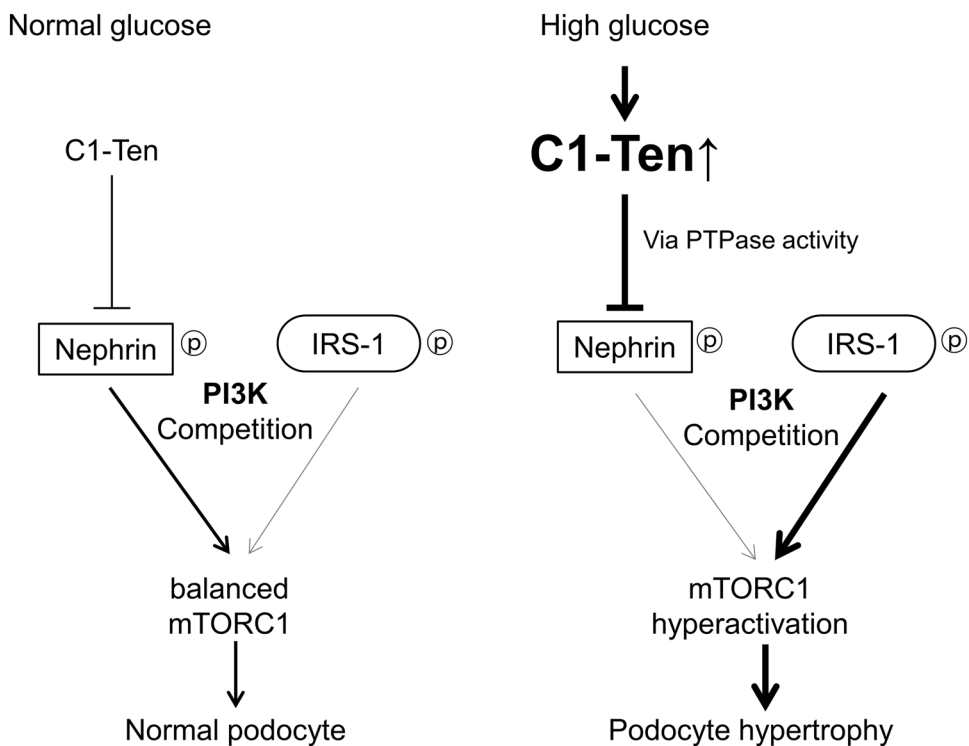 Normal glucose
C1-Ten
Nephrin
p
IRS-1
p
PI3K
Competition
balanced
mTORC1
Normal podocyte
High glucose
C1-Ten↑
Via PTPase activity
Nephrin
p
IRS-1
p
PI3K
Competition
mTORC1
hyperactivation
Podocyte hypertrophy